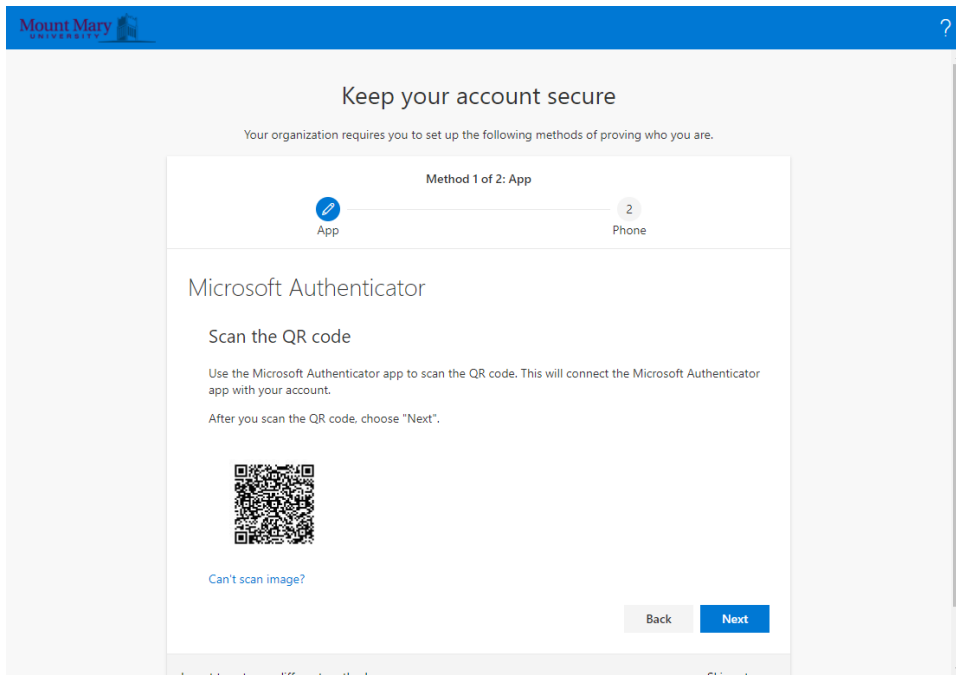 Mount Mary
UNIVERSITY
?
Keep your account secure
Your organization requires you to set up the following methods of proving who you are.
Method 1 of 2: App
2
App
Phone
Microsoft Authenticator
Scan the QR code
Use the Microsoft Authenticator app to scan the QR code. This will connect the Microsoft Authenticator
app with your account.
After you scan the QR code, choose "Next".
Can't scan image?
Back
Next